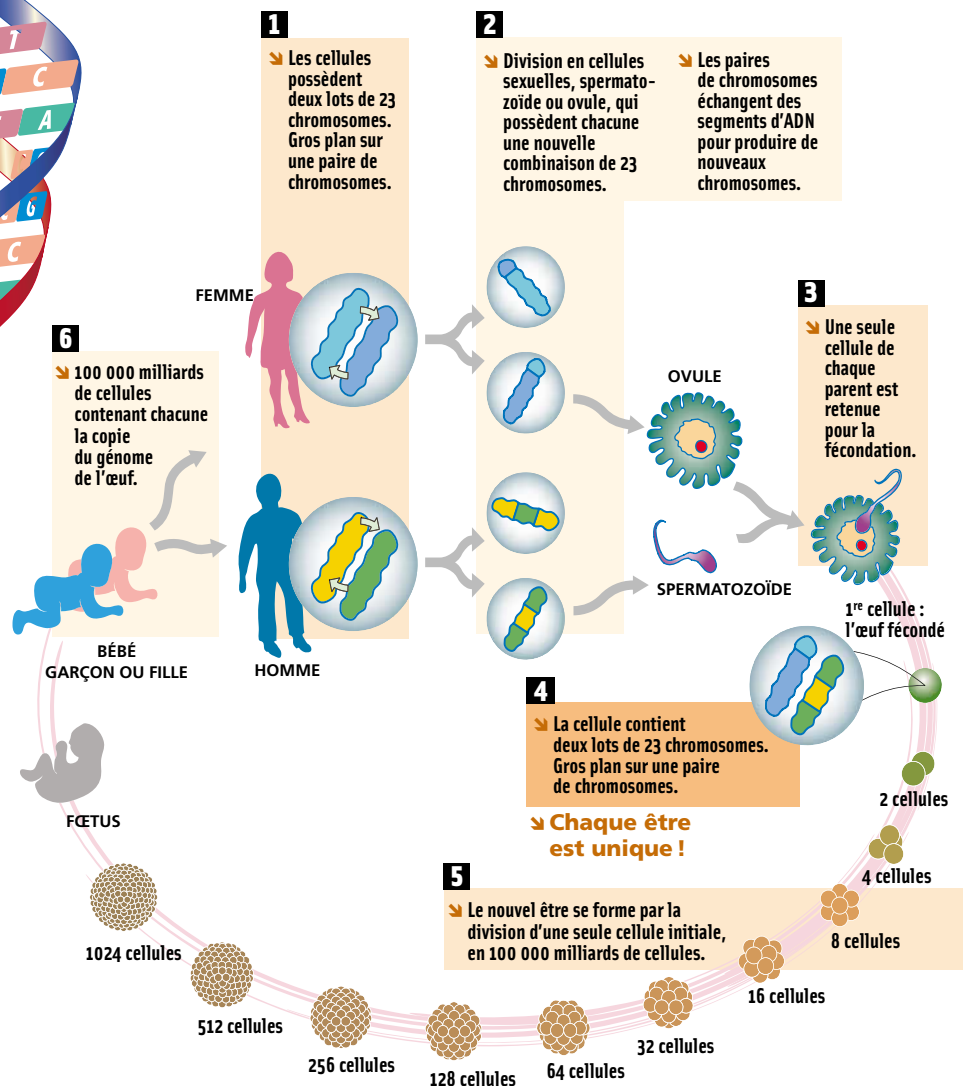 T
C
A
G
C
1
↘ Les cellules
possèdent
deux lots de 23
chromosomes.
Gros plan sur
une paire de
chromosomes.
2
↘ Division en cellules
sexuelles, spermato-
zoïde ou ovule, qui
possèdent chacune
une nouvelle
combinaison de 23
chromosomes.
↘ Les paires
de chromosomes
échangent des
segments d’ADN
pour produire de
nouveaux
chromosomes.
FEMME
HOMME
OVULE
SPERMATOZOÏDE
3
↘ Une seule
cellule de
chaque
parent est
retenue
pour la
fécondation.
1re cellule :
l’œuf fécondé
4
↘ La cellule contient
deux lots de 23 chromosomes.
Gros plan sur une paire
de chromosomes.
↘ Chaque être
est unique !
5
↘ Le nouvel être se forme par la
division d’une seule cellule initiale,
en 100 000 milliards de cellules.
2 cellules
4 cellules
8 cellules
16 cellules
32 cellules
64 cellules
128 cellules
256 cellules
512 cellules
1024 cellules
FŒTUS
6
↘ 100 000 milliards
de cellules
contenant chacune
la copie
du génome
de l’œuf.
BÉBÉ
GARÇON OU FILLE